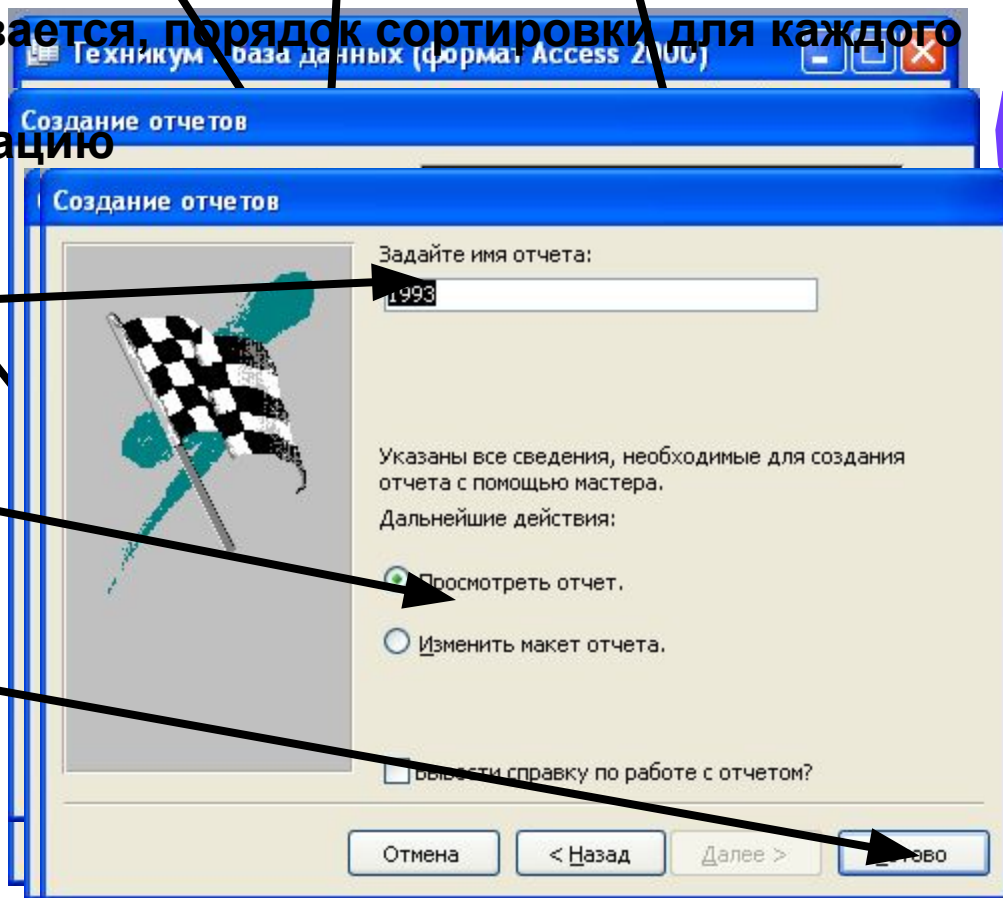 вается, порядок сортировки для каждого
Техникум : база данных (формат Access 2000)
Создание отчетов
ацию
Создание отчетов
Задайте имя отчета:
1993
Указаны все сведения, необходимые для создания
отчета с помощью мастера.
Дальнейшие действия:
Просмотреть отчет.
Изменить макет отчета.
Вывести справку по работе с отчетом?
Отмена
< Назад
Далее >
Готово